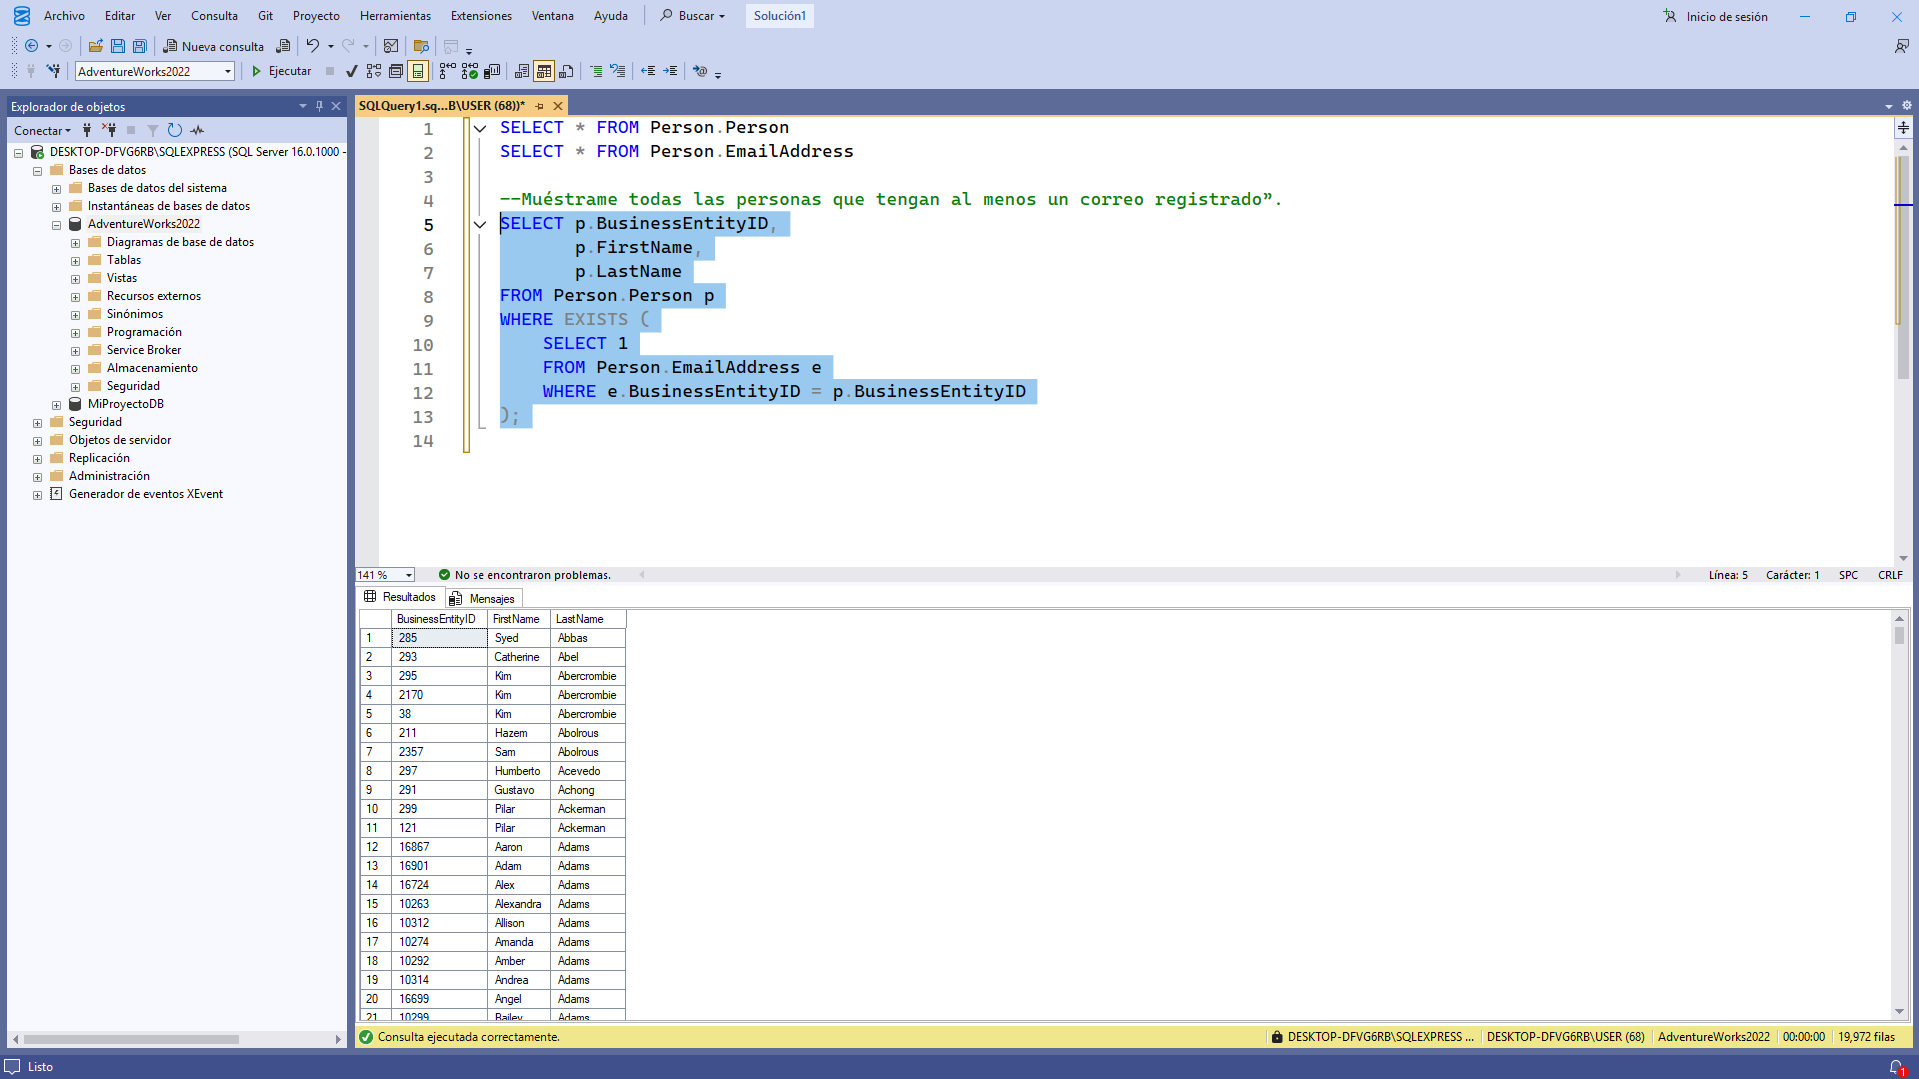 Archivo Editar Ver Consulta Git Proyecto Herramientas Extensiones Ventana Ayuda Buscar Solución1 Inicio de sesión
Nueva consulta
AdventureWorks2022 Ejecutar
Explorador de objetos
Conectar
DESKTOP-DFVG6RB\SQLEXPRESS (SQL Server 16.0.1000 -
Bases de datos
Bases de datos del sistema
Instantáneas de bases de datos
AdventureWorks2022
Diagramas de base de datos
Tablas
Vistas
Recursos externos
Sinónimos
Programación
Service Broker
Almacenamiento
Seguridad
MiProyectoDB
Seguridad
Objetos de servidor
Replicación
Administración
Generador de eventos XEvent
SQLQuery1.sq...B\USER (68))*
1 SELECT * FROM Person.Person
2 SELECT * FROM Person.EmailAddress
3
4 --Muéstrame todas las personas que tengan al menos un correo registrado”.
5 SELECT p.BusinessEntityID,
6 p.FirstName,
7 p.LastName
8 FROM Person.Person p
9 WHERE EXISTS (
10 SELECT 1
11 FROM Person.EmailAddress e
12 WHERE e.BusinessEntityID = p.BusinessEntityID
13 );
14
141 % No se encontraron problemas. Línea: 5 Carácter: 1 SPC CRLF
Resultados Mensajes
BusinessEntityID FirstName LastName
1 285 Syed Abbas
2 293 Catherine Abel
3 295 Kim Abercrombie
4 2170 Kim Abercrombie
5 38 Kim Abercrombie
6 211 Hazem Abolrous
7 2357 Sam Abolrous
8 297 Humberto Acevedo
9 291 Gustavo Achong
10 299 Pilar Ackerman
11 121 Pilar Ackerman
12 16867 Aaron Adams
13 16901 Adam Adams
14 16724 Alex Adams
15 10263 Alexandra Adams
16 10312 Allison Adams
17 10274 Amanda Adams
18 10292 Amber Adams
19 10314 Andrea Adams
20 16699 Angel Adams
21 10299 Bailey Adams
Consulta ejecutada correctamente. DESKTOP-DFVG6RB\SQLEXPRESS ... DESKTOP-DFVG6RB\USER (68) AdventureWorks2022 00:00:00 19,972 filas
Listo 1